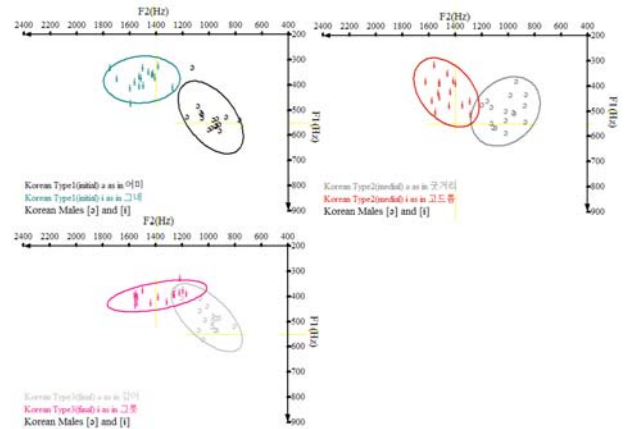 F2(Hz)
2400 2200 2000 1800 1600 1400 1200 1000 800 600 400
200
300
400
500
600
700
800
900
F1(Hz)
Korean Type1(initial) ə as in 어미
Korean Type1(initial) ɨ as in 그네
Korean Males [ə] and [ɨ]
F2(Hz)
2400 2200 2000 1800 1600 1400 1200 1000 800 600 400
200
300
400
500
600
700
800
900
F1(Hz)
Korean Type2(medial) ə as in 굿거리
Korean Type2(medial) ɨ as in 고드름
Korean Males [ə] and [ɨ]
F2(Hz)
2400 2200 2000 1800 1600 1400 1200 1000 800 600 400
200
300
400
500
600
700
800
900
F1(Hz)
Korean Type3(final) ə as in
Korean Type3(final) ɨ as in 그릇
Korean Males [ə] and [ɨ]